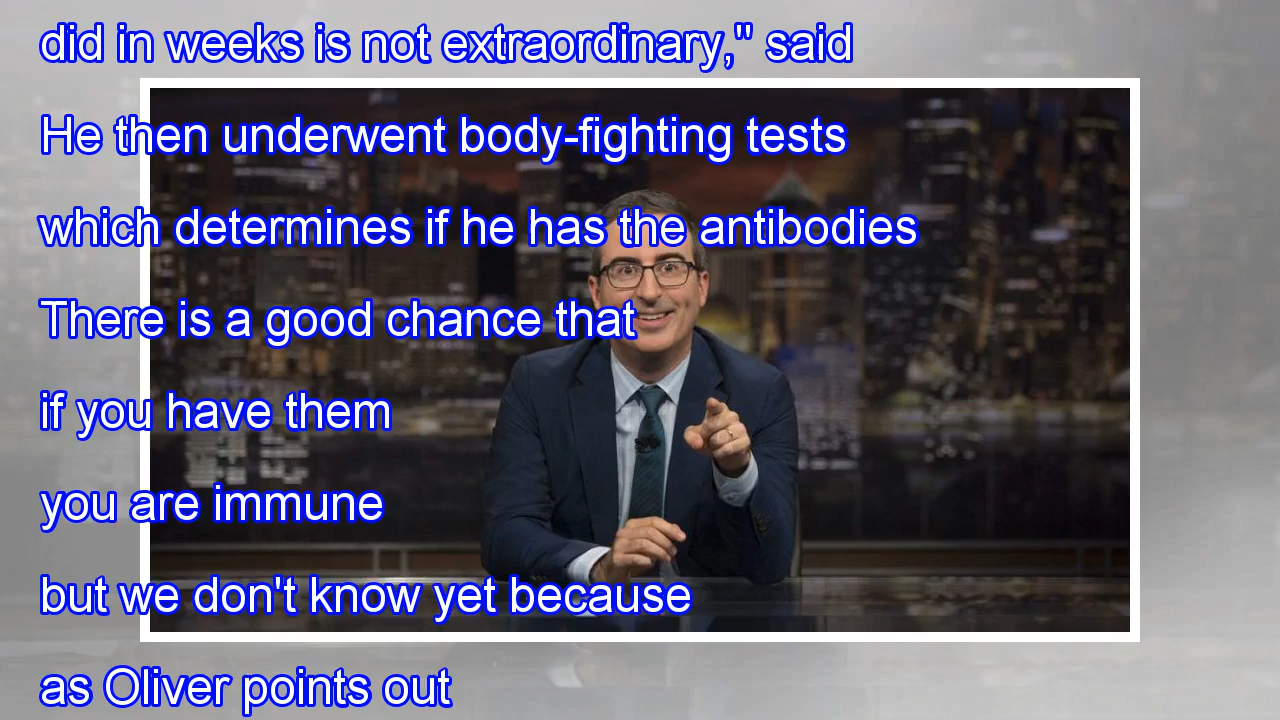 did in weeks is not extraordinary," said
He then underwent body-fighting tests
which determines if he has the antibodies
There is a good chance that
if you have them
you are immune
but we don't know yet because
as Oliver points out